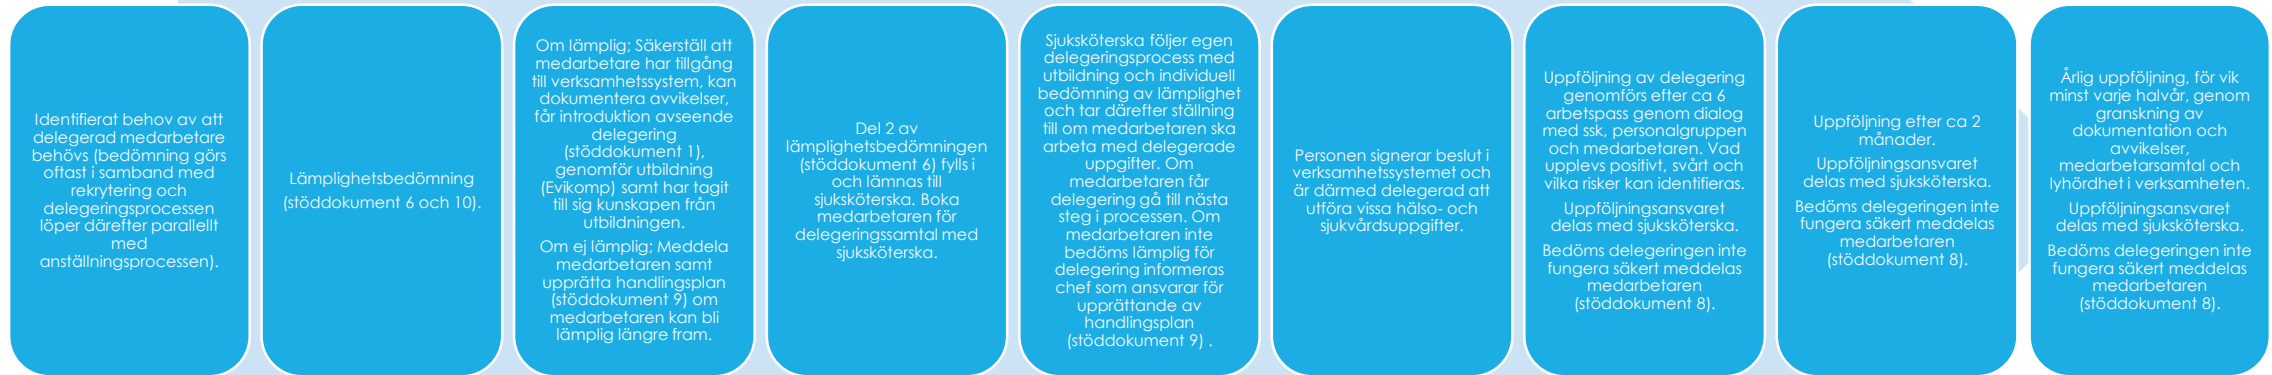 Identifierat behov av att
delegerad medarbetare
behövs (bedömning görs
oftast i samband med
rekrytering och
delegeringsprocessen
löper därefter parallellt
med
anställningsprocessen).
Lämplighetsbedömning
(stöddokument 6 och 10).
Om lämplig; Säkerställ att
medarbetare har tillgång
till verksamhetssystem, kan
dokumentera avvikelser,
får introduktion avseende
delegering
(stöddokument 1),
genomför utbildning
(Evikomp) samt har tagit
till sig kunskapen från
utbildningen.
Om ej lämplig; Meddela
medarbetaren samt
upprätta handlingsplan
(stöddokument 9) om
medarbetaren kan bli
lämplig längre fram.
Del 2 av
lämplighetsbedömningen
(stöddokument 6) fylls i
och lämnas till
sjuksköterska. Boka
medarbetaren för
delegeringssamtal med
sjuksköterska.
Sjuksköterska följer egen
delegeringsprocess med
utbildning och individuell
bedömning av lämplighet
och tar därefter ställning
till om medarbetaren ska
arbeta med delegerade
uppgifter. Om
medarbetaren får
delegering gå till nästa
steg i processen. Om
medarbetaren inte
bedöms lämplig för
delegering informeras
chef som ansvarar för
upprättande av
handlingsplan
(stöddokument 9) .
Personen signerar beslut i
verksamhetssystemet och
är därmed delegerad att
utföra vissa hälso- och
sjukvårdsuppgifter.
Uppföljning av delegering
genomförs efter ca 6
arbetspass genom dialog
med ssk, personalgruppen
och medarbetaren. Vad
upplevs positivt, svårt och
vilka risker kan identifieras.
Uppföljningsansvaret
delas med sjuksköterska.
Bedöms delegeringen inte
fungera säkert meddelas
medarbetaren
(stöddokument 8).
Uppföljning efter ca 2
månader.
Uppföljningsansvaret
delas med sjuksköterska.
Bedöms delegeringen inte
fungera säkert meddelas
medarbetaren
(stöddokument 8).
Årlig uppföljning, för vik
minst varje halvår, genom
granskning av
dokumentation och
avvikelser,
medarbetarsamtal och
lyhördhet i verksamheten.
Uppföljningsansvaret
delas med sjuksköterska.
Bedöms delegeringen inte
fungera säkert meddelas
medarbetaren
(stöddokument 8).